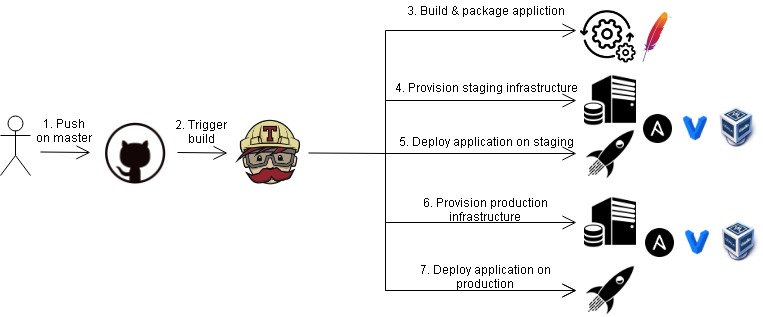 3. Build & package appliction
4. Provision staging infrastructure
1. Push
on master
2. Trigger
build
T
5. Deploy application on staging
6. Provision production
infrastructure
7. Deploy application on
production